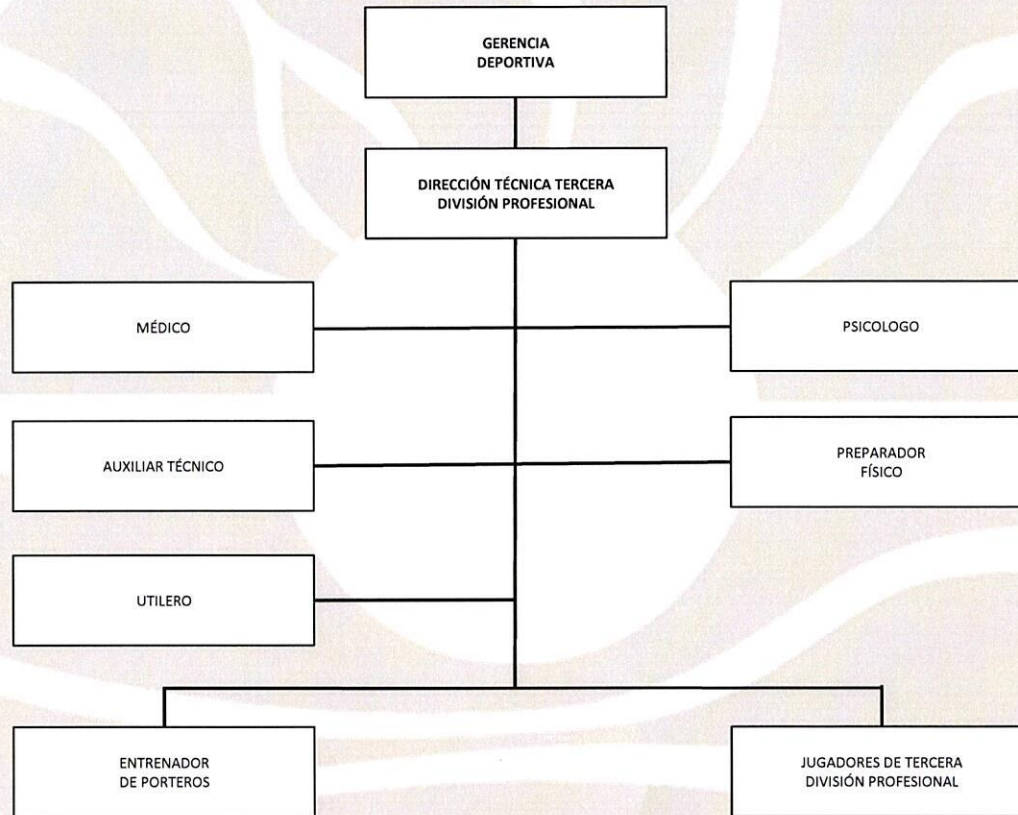 GERENCIA
DEPORTIVA
DIRECCIÓN TÉCNICA TERCERA
DIVISIÓN PROFESIONAL
MÉDICO
PSICOLOGO
AUXILIAR TÉCNICO
PREPARADOR
FÍSICO
UTILERO
ENTRENADOR
DE PORTEROS
JUGADORES DE TERCERA
DIVISIÓN PROFESIONAL